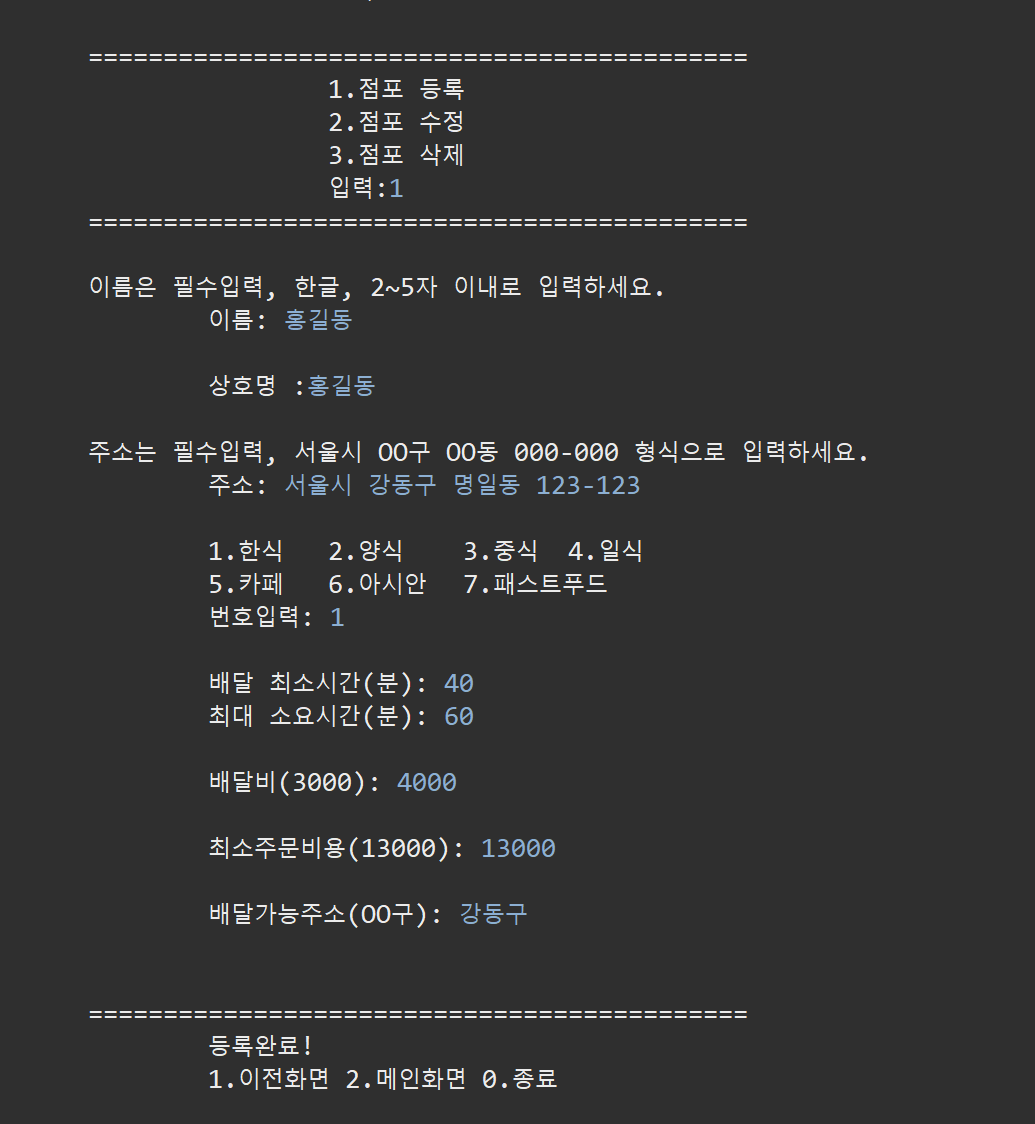 ============================================
1.점포 등록
2.점포 수정
3.점포 삭제
입력:1
============================================
이름은 필수입력, 한글, 2~5자 이내로 입력하세요.
이름: 홍길동
상호명 :홍길동
주소는 필수입력, 서울시 OO구 OO동 000-000 형식으로 입력하세요.
주소: 서울시 강동구 명일동 123-123
1.한식 2.양식 3.중식 4.일식
5.카페 6.아시안 7.패스트푸드
번호입력: 1
배달 최소시간(분): 40
최대 소요시간(분): 60
배달비(3000): 4000
최소주문비용(13000): 13000
배달가능주소(OO구): 강동구
============================================
등록완료!
1.이전화면 2.메인화면 0.종료